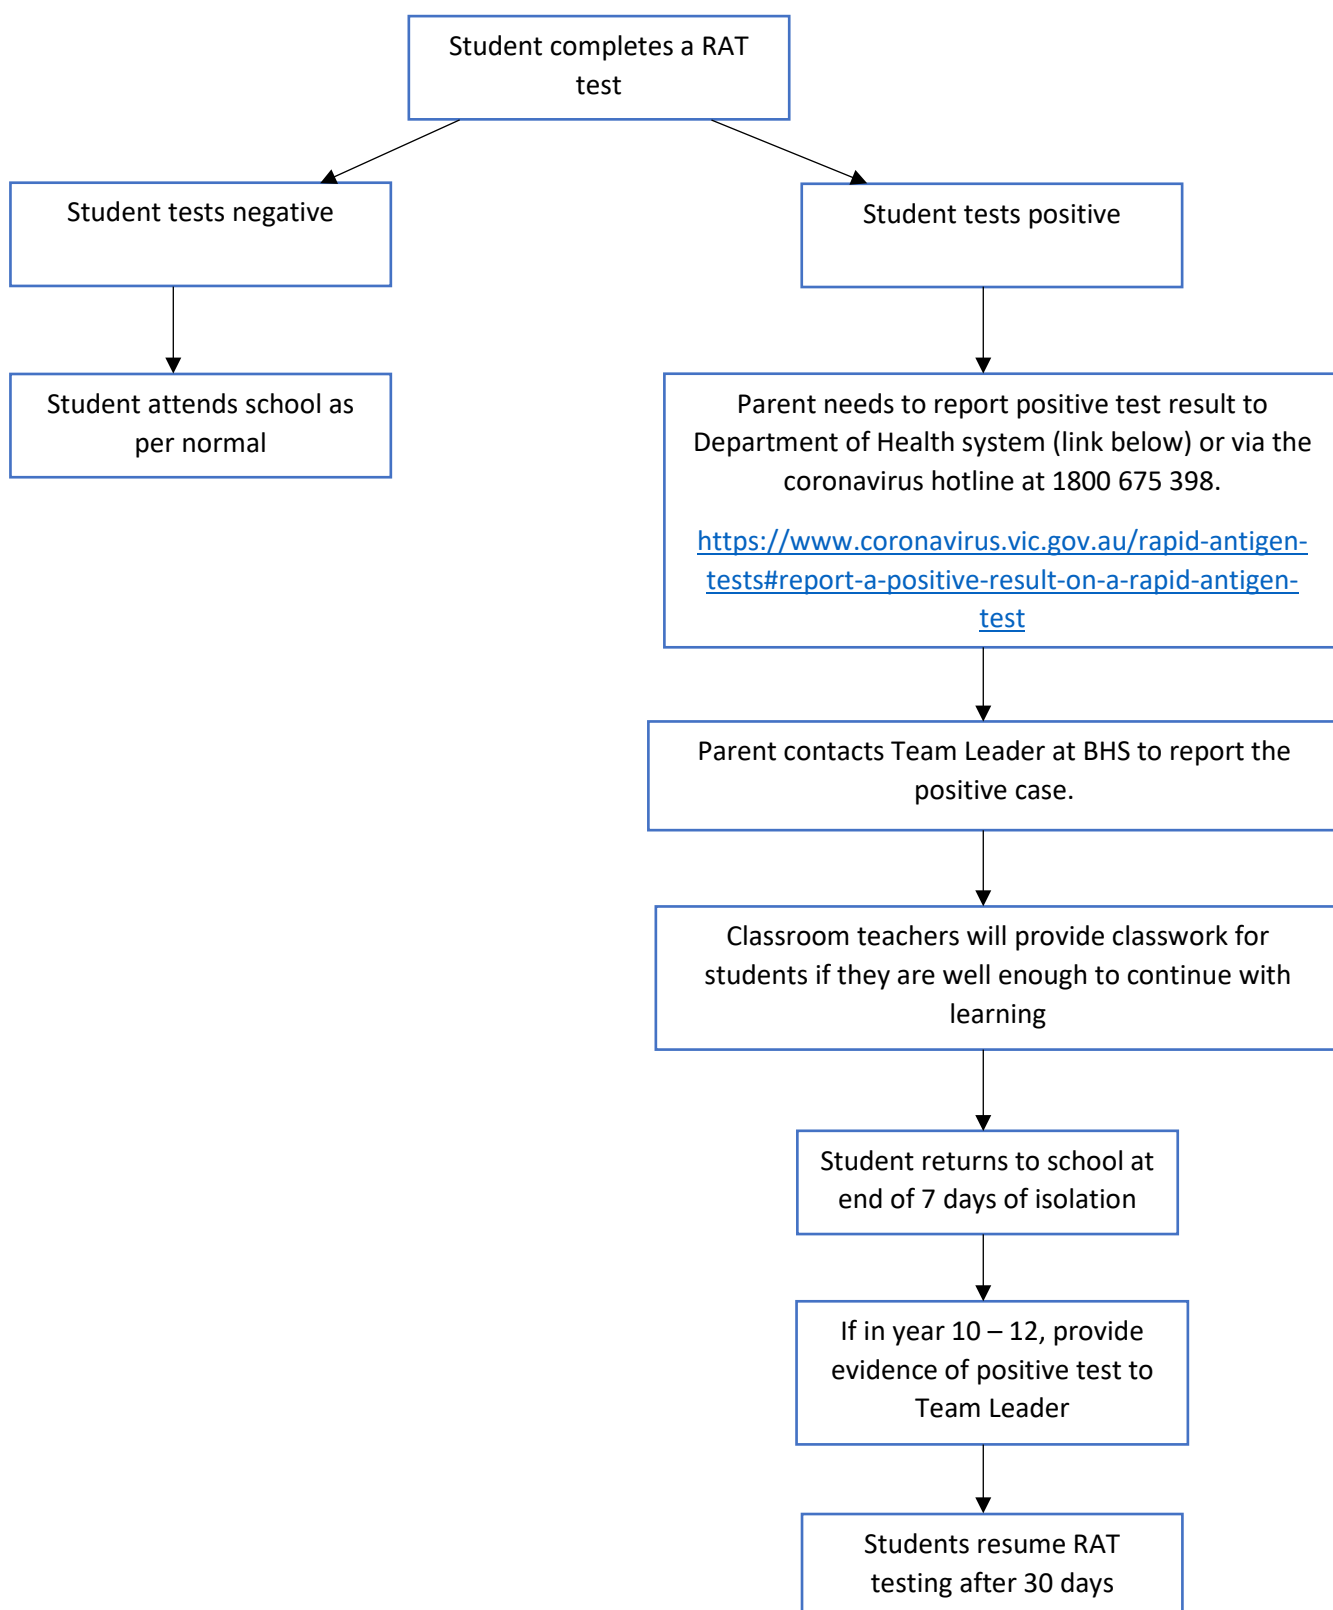 Student completes a RAT
test
Student tests negative
Student tests positive
Student attends school as
per normal
Parent needs to report positive test result to
Department of Health system (link below) or via the
coronavirus hotline at 1800 675 398.
https://www.coronavirus.vic.gov.au/rapid-antigen-
tests#report-a-positive-result-on-a-rapid-antigen-
test
Parent contacts Team Leader at BHS to report the
positive case.
Classroom teachers will provide classwork for
students if they are well enough to continue with
learning
Student returns to school at
end of 7 days of isolation
If in year 10 – 12, provide
evidence of positive test to
Team Leader
Students resume RAT
testing after 30 days